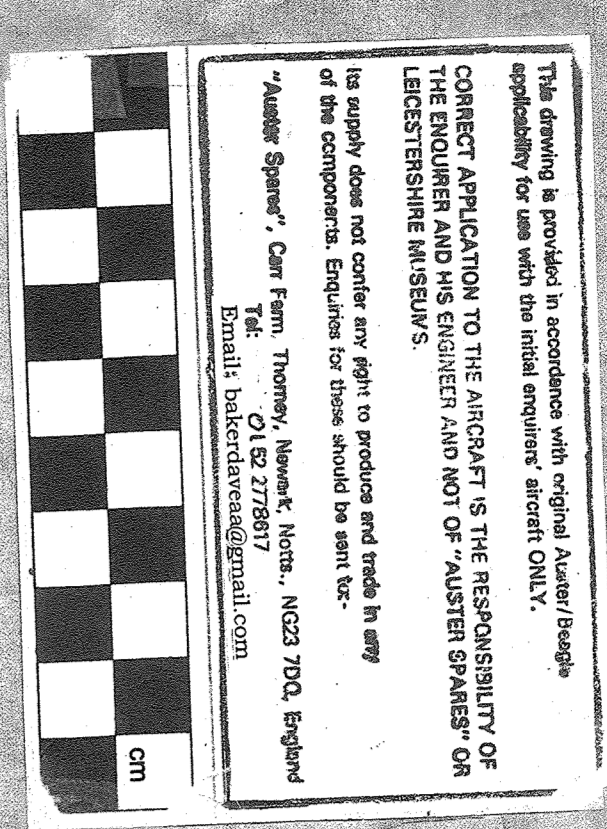 This drawing is provided in accordance with original Auster/Beagle
applicability for use with the initial enquirers' aircraft ONLY.
CORRECT APPLICATION TO THE AIRCRAFT IS THE RESPONSIBILITY OF
THE ENQUIRER AND HIS ENGINEER AND NOT OF "AUSTER SPARES" OR
LEICESTERSHIRE MUSEUMS.
Its supply does not confer any right to produce and trade in any
of the components. Enquiries for these should be sent to:-
"Auster Spares", Carr Farm, Thorney, Newark, Notts., NG23 7DQ, England
Tel: 0152 2778617
Email: bakerdaveaa@gmail.com
cm